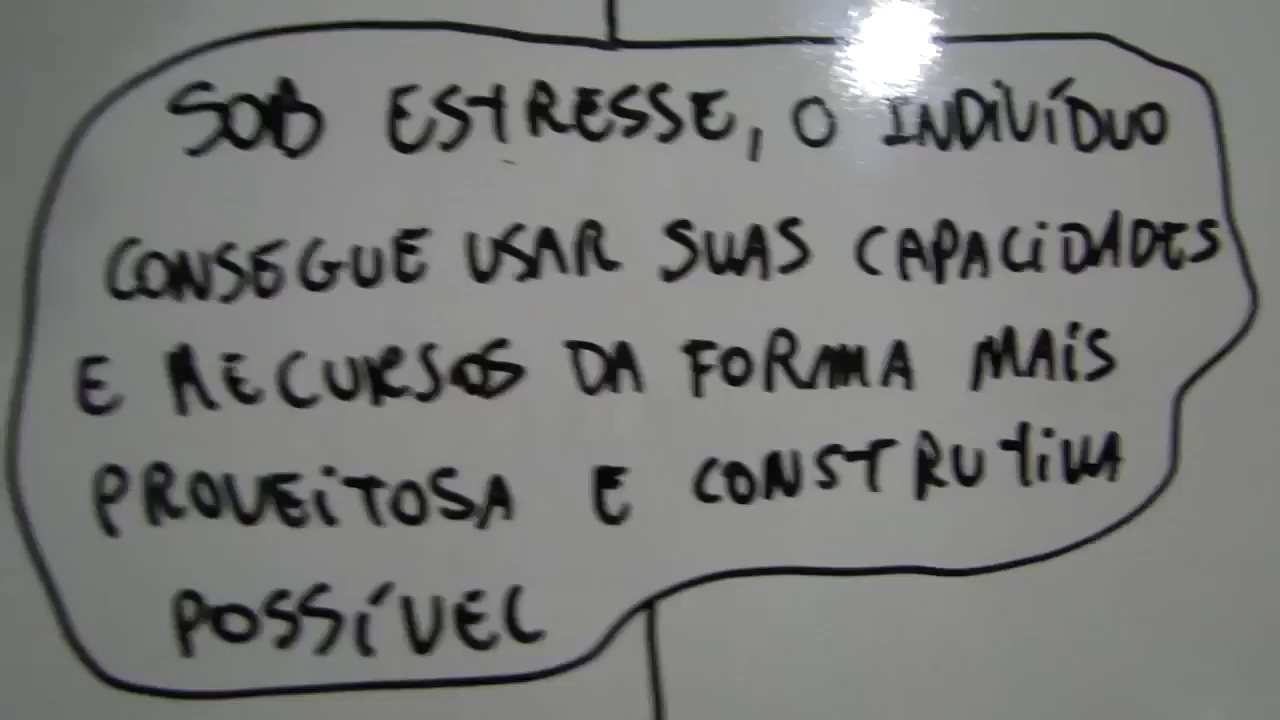 SOB ESTRESSE, O INDIVÍDUO
CONSEGUE USAR SUAS CAPACIDADES
E RECURSOS DA FORMA MAIS
PROVEITOSA E CONSTRUTIVA
POSSÍVEL